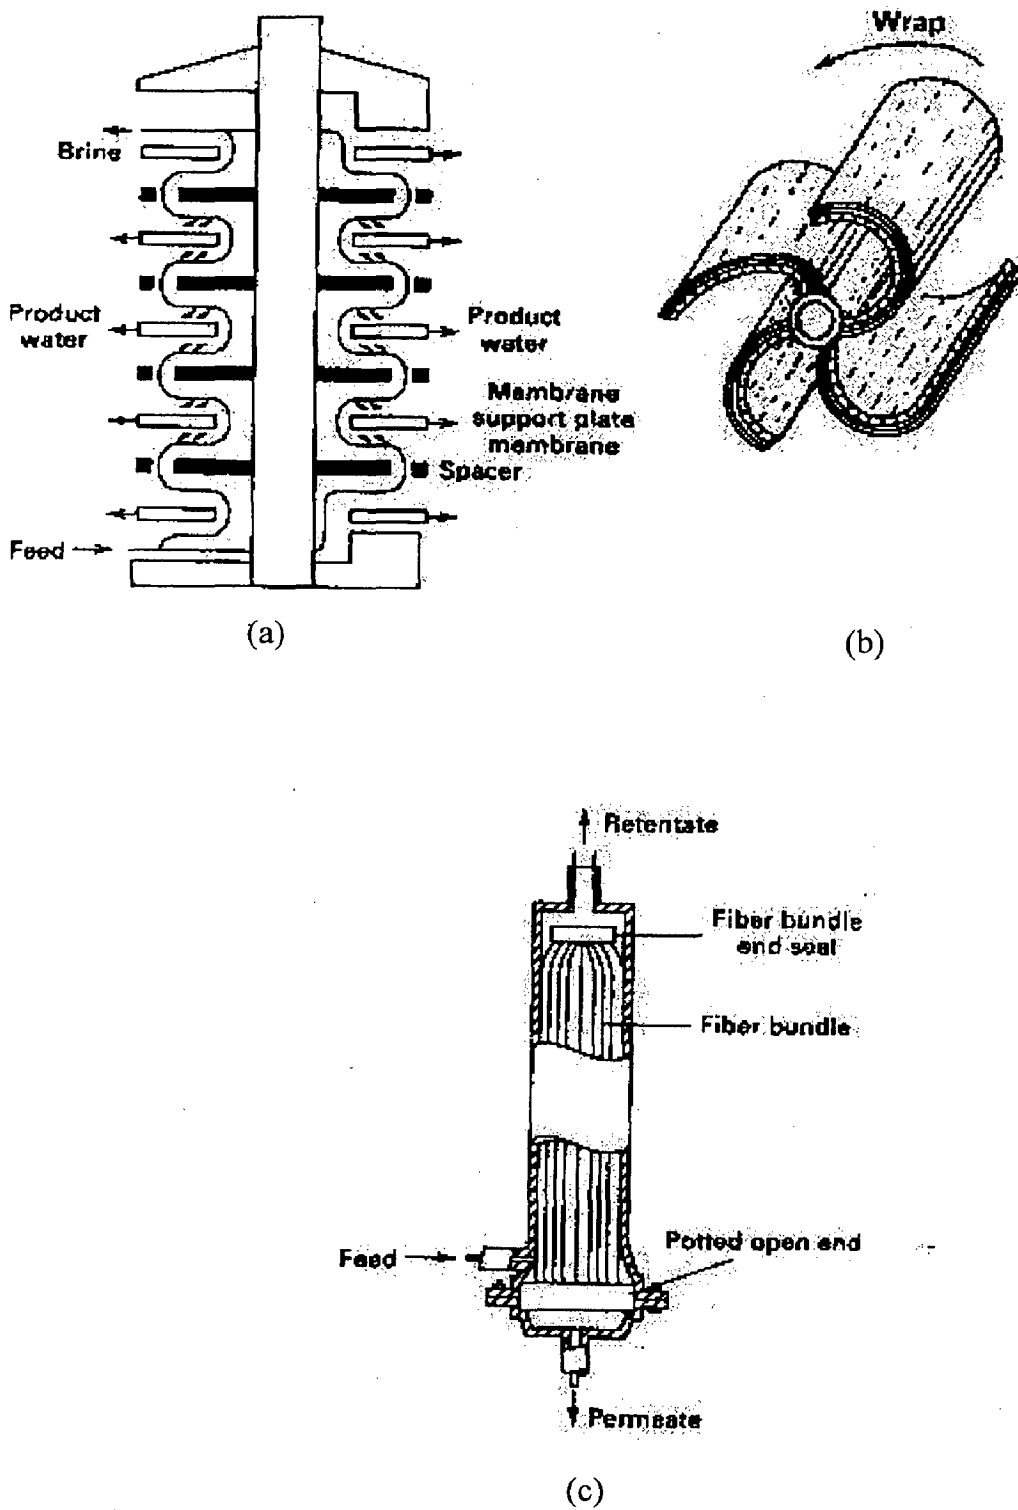 Wrap
Brine
Product
water
Product
water
Membrane
support plate
membrane
Spacer
Feed
(a)
(b)
Retentate
Fiber bundle
end seal
Fiber bundle
Feed
Potted open end
Permeate
(c)